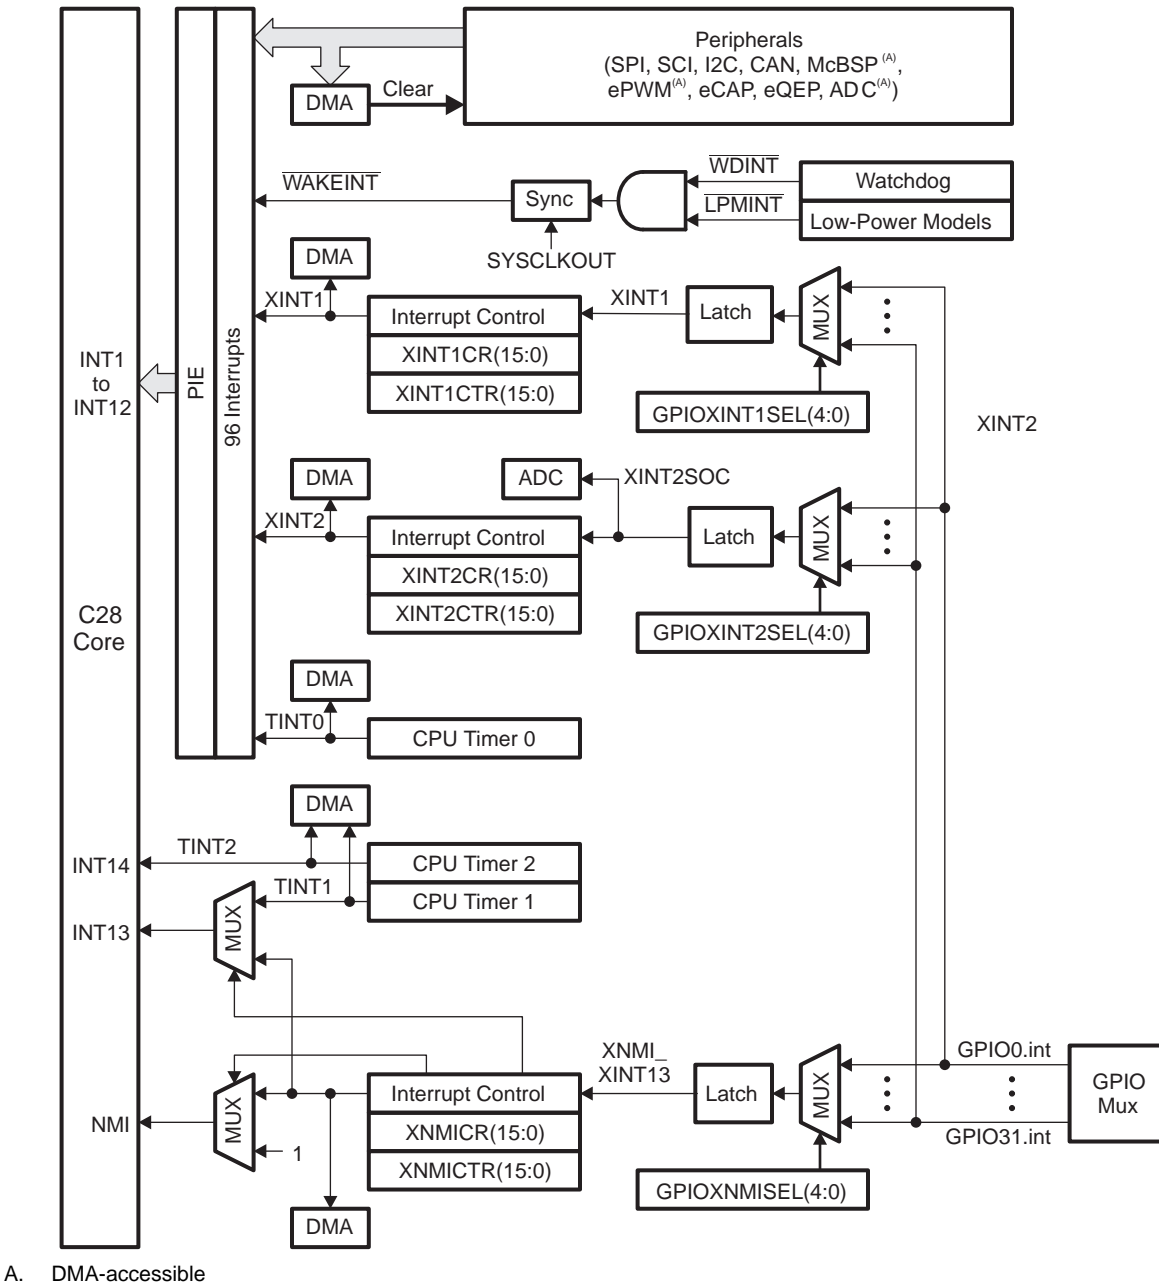 Peripherals
(SPI, SCI, I2C, CAN, McBSP (A),
ePWM(A), eCAP, eQEP, ADC(A))
DMA
Clear
WAKEINT
Sync
SYSCLKOUT
WDINT
LPMINT
Watchdog
Low-Power Models
DMA
XINT1
Interrupt Control
XINT1CR(15:0)
XINT1CTR(15:0)
XINT1
Latch
MUX
GPIOXINT1SEL(4:0)
INT1
to
INT12
PIE
96 Interrupts
XINT2
DMA
XINT2
ADC
XINT2SOC
Interrupt Control
XINT2CR(15:0)
XINT2CTR(15:0)
Latch
MUX
GPIOXINT2SEL(4:0)
C28
Core
DMA
TINT0
CPU Timer 0
DMA
INT14
TINT2
CPU Timer 2
TINT1
CPU Timer 1
INT13
MUX
NMI
MUX
1
Interrupt Control
XNMICR(15:0)
XNMICTR(15:0)
DMA
XNMI_
XINT13
Latch
MUX
GPIOXNMISEL(4:0)
GPIO0.int
GPIO31.int
GPIO
Mux
A. DMA-accessible